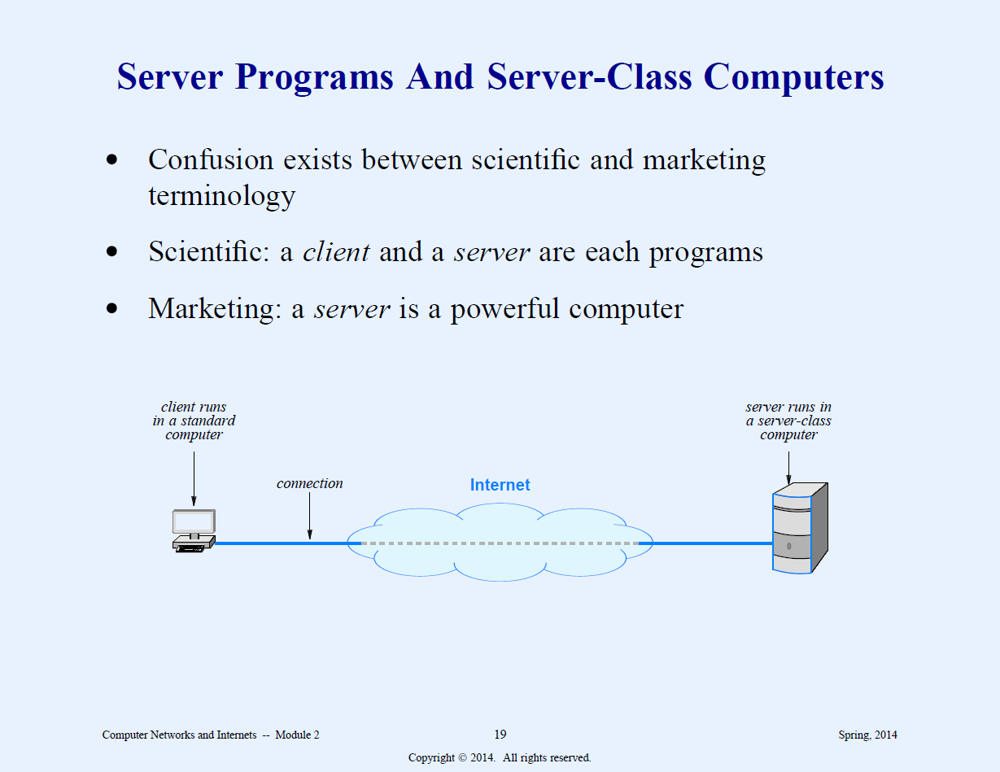 Server Programs And Server-Class Computers
• Confusion exists between scientific and marketing
terminology
• Scientific: a client and a server are each programs
• Marketing: a server is a powerful computer
client runs
in a standard
computer
server runs in
a server-class
computer
connection
Internet
Computer Networks and Internets -- Module 2
19
Spring, 2014
Copyright © 2014. All rights reserved.